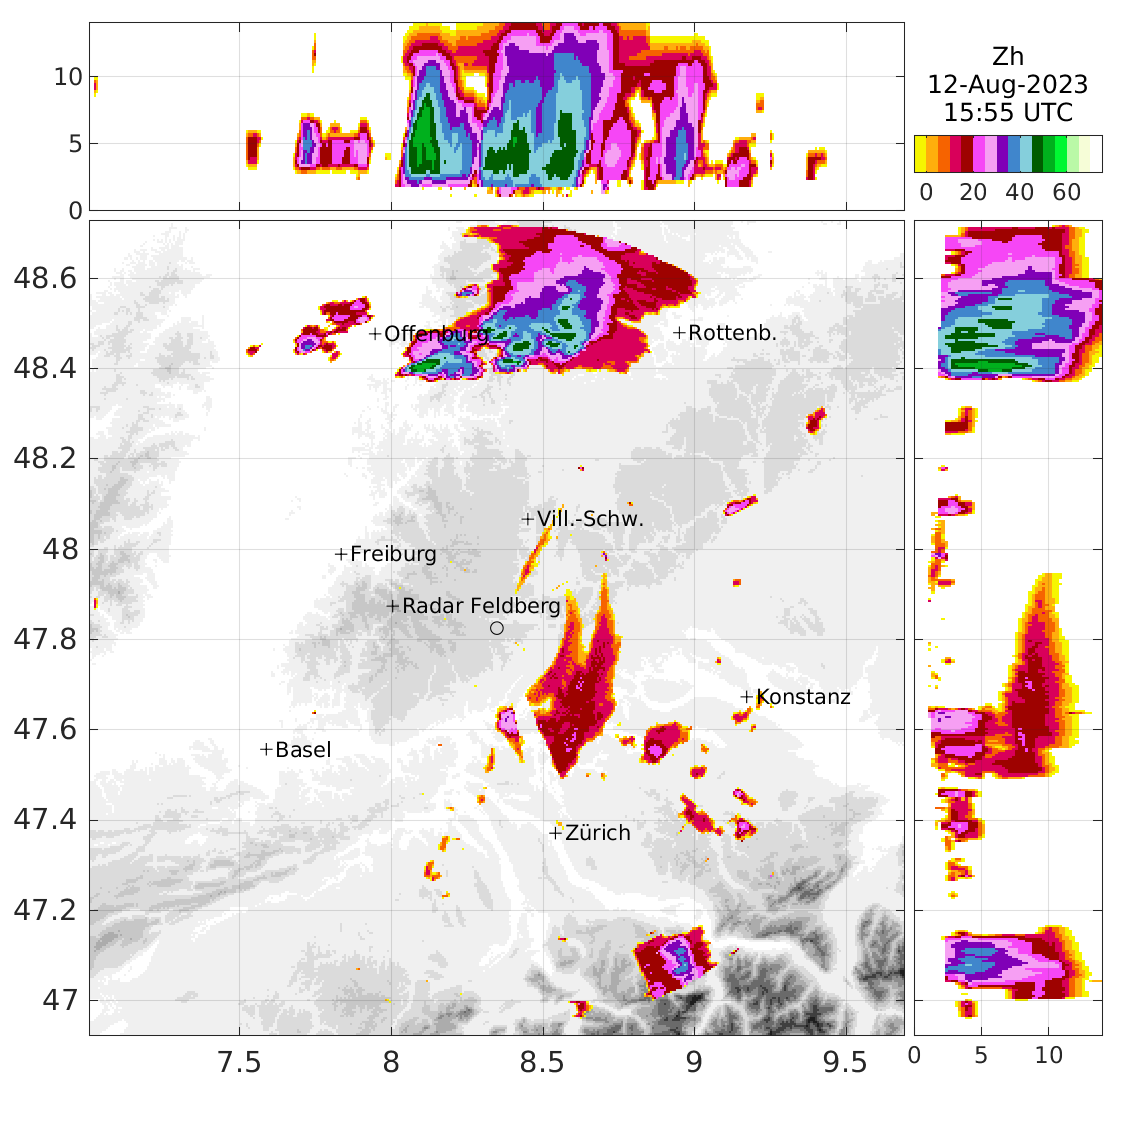 Zh
12-Aug-2023
15:55 UTC
0 20 40 60
10
5
0
48.6
48.4
48.2
48
47.8
47.6
47.4
47.2
47
Offenburg
Rottenb.
Vill.-Schw.
Freiburg
Radar Feldberg
Konstanz
Basel
Zürich
7.5 8 8.5 9 9.5
0 5 10